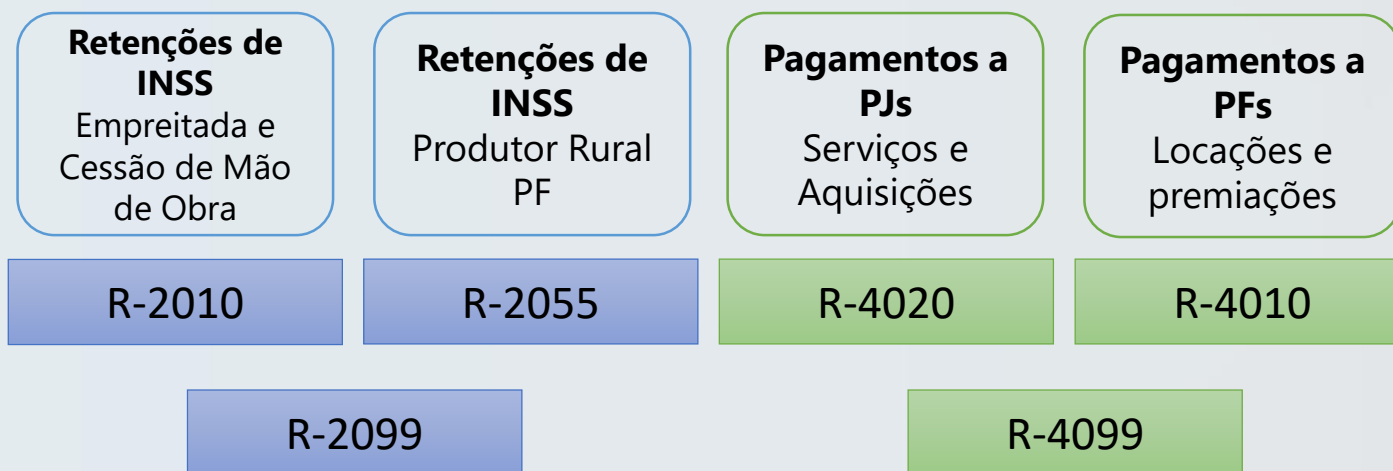 Retenções de
INSS
Empreitada e
Cessão de Mão
de Obra
Retenções de
INSS
Produtor Rural
PF
Pagamentos a
PJs
Serviços e
Aquisições
Pagamentos a
PFs
Locações e
premiações
R-2010
R-2055
R-4020
R-4010
R-2099
R-4099